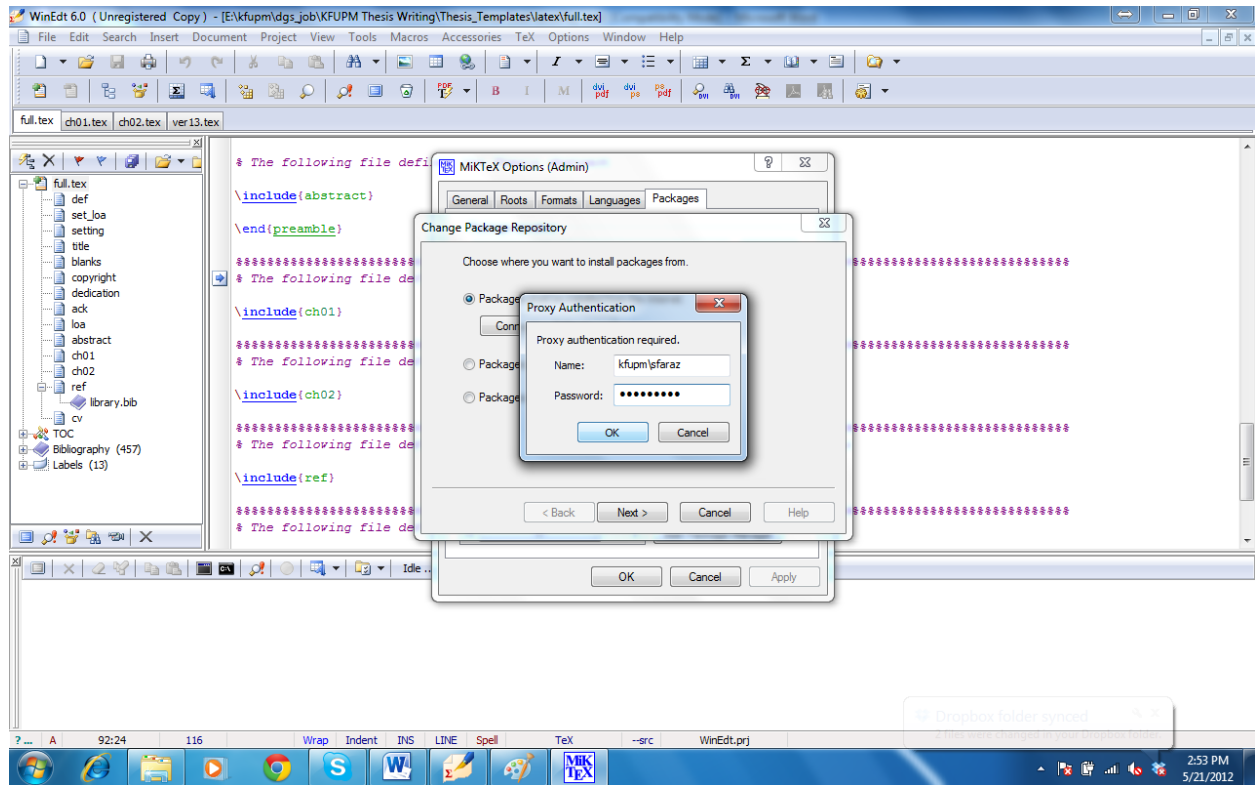 WinEdt 6.0 ( Unregistered Copy ) - [E:\kfupm\dgs_job\KFUPM Thesis Writing\Thesis_Templates\latex\full.tex]
File Edit Search Insert Document Project View Tools Macros Accessories TeX Options Window Help
full.tex ch01.tex ch02.tex ver13.tex
full.tex
def
set_loa
setting
title
blanks
copyright
dedication
ack
loa
abstract
ch01
ch02
ref
library.bib
cv
TOC
Bibliography (457)
Labels (13)
% The following file defi
\include{abstract}
\end{preamble}
% The following file de
\include{ch01}
% The following file de
\include{ch02}
% The following file de
\include{ref}
% The following file de
MiKTeX Options (Admin)
General Roots Formats Languages Packages
Change Package Repository
Choose where you want to install packages from.
Package
Conn
Package
Package
Proxy Authentication
Proxy authentication required.
Name: kfupm\sfaraz
Password: •••••••••
OK Cancel
< Back Next > Cancel Help
OK Cancel Apply
Idle ..
Dropbox folder synced
2 files were changed in your Dropbox folder.
?... A 92:24 116 Wrap Indent INS LINE Spell TeX --src WinEdt.prj
2:53 PM
5/21/2012